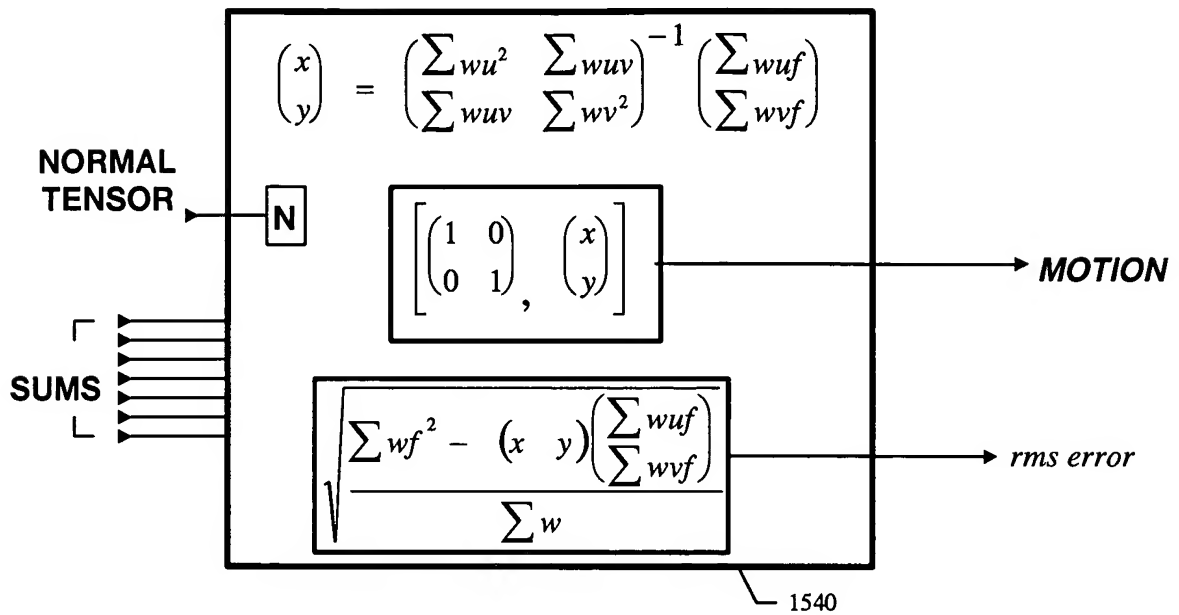 (x y) = (∑wu² ∑wuv ∑wuv ∑wv²)⁻¹ (∑wuf ∑wvf)
NORMAL
TENSOR
N
[(1 0 0 1), (x y)]
MOTION
SUMS
√ ∑wf² - (x y)(∑wuf ∑wvf)
∑w
rms error
1540